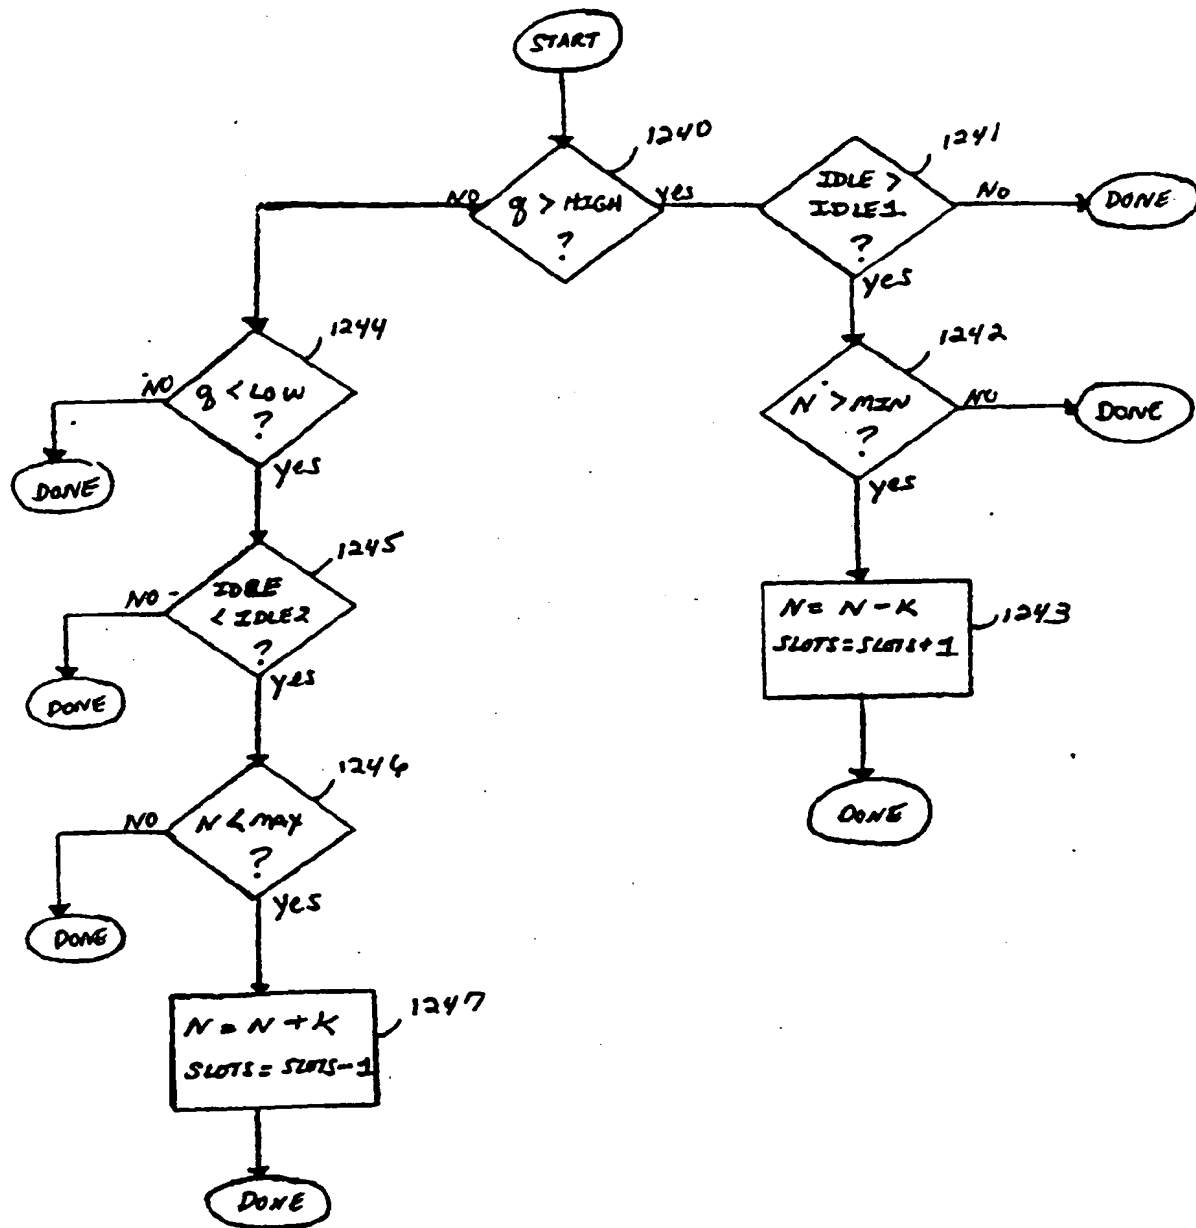 START
1240
q > HIGH
?
NO
yes
1241
IDLE >
IDLE1
?
NO
DONE
yes
1244
q < LOW
?
NO
DONE
yes
1242
N > MIN
?
NO
DONE
yes
1245
IDLE
< IDLE2
?
NO
DONE
yes
1243
N = N - K
SLOTS = SLOTS + 1
DONE
1246
N < MAX
?
NO
DONE
yes
1247
N = N + K
SLOTS = SLOTS - 1
DONE